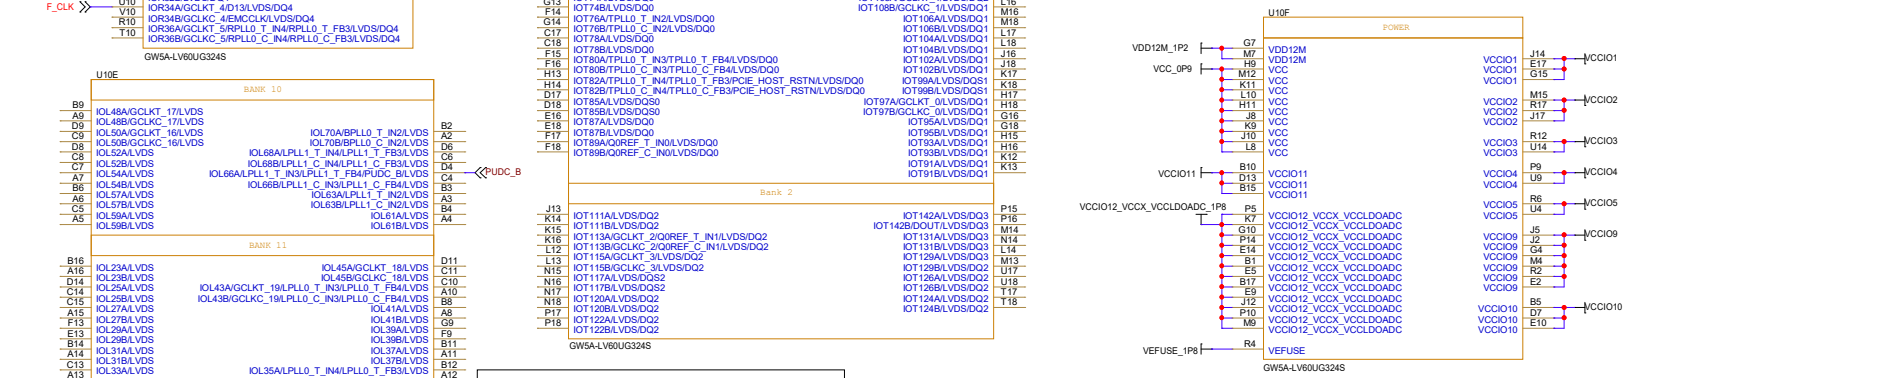 F_CLK
U10
V10
R10
T10
IOR34A/GCLKT_4/D13/LVDS/DQ4
IOR34B/GCLKC_4/EMCCLK/LVDS/DQ4
IOR36A/GCLKT_5/RPLL0_T_IN4/RPLL0_T_FB3/LVDS/DQ4
IOR36B/GCLKC_5/RPLL0_C_IN4/RPLL0_C_FB3/LVDS/DQ4
GW5A-LV60UG324S
U10E
BANK 10
B9 IOL48A/GCLKT_17/LVDS
A9 IOL48B/GCLKC_17/LVDS
D9 IOL50A/GCLKT_16/LVDS
C9 IOL50B/GCLKC_16/LVDS
D8 IOL52A/LVDS
C8 IOL52B/LVDS
C7 IOL54A/LVDS
A7 IOL54B/LVDS
B6 IOL57A/LVDS
A6 IOL57B/LVDS
C5 IOL59A/LVDS
A5 IOL59B/LVDS
IOL70A/BPLL0_T_IN2/LVDS B2
IOL70B/BPLL0_C_IN2/LVDS A2
IOL68A/LPLL1_T_IN4/LPLL1_T_FB3/LVDS D6
IOL68B/LPLL1_C_IN4/LPLL1_C_FB3/LVDS C6
IOL66A/LPLL1_T_IN3/LPLL1_T_FB4/PUDC_B/LVDS D4
PUDC_B
IOL66B/LPLL1_C_IN3/LPLL1_C_FB4/LVDS C4
IOL63A/LPLL1_T_IN2/LVDS B3
IOL63B/LPLL1_C_IN2/LVDS A3
IOL61A/LVDS B4
IOL61B/LVDS A4
BANK 11
B16 IOL23A/LVDS
A16 IOL23B/LVDS
D14 IOL25A/LVDS
C14 IOL25B/LVDS
C15 IOL27A/LVDS
A15 IOL27B/LVDS
F13 IOL29A/LVDS
E13 IOL29B/LVDS
B14 IOL31A/LVDS
A14 IOL31B/LVDS
C13 IOL33A/LVDS
A13
IOL45A/GCLKT_18/LVDS D11
IOL45B/GCLKC_18/LVDS C11
IOL43A/GCLKT_19/LPLL0_T_IN3/LPLL0_T_FB4/LVDS C10
IOL43B/GCLKC_19/LPLL0_C_IN3/LPLL0_C_FB4/LVDS A10
IOL41A/LVDS B8
IOL41B/LVDS A8
IOL39A/LVDS G9
IOL39B/LVDS F9
IOL37A/LVDS B11
IOL37B/LVDS A11
IOL35A/LPLL0_T_IN4/LPLL0_T_FB3/LVDS B12
A12
G13 IOT74B/LVDS/DQ0
F14 IOT76A/TPLL0_T_IN2/LVDS/DQ0
G14 IOT76B/TPLL0_C_IN2/LVDS/DQ0
C17 IOT78A/LVDS/DQ0
C18 IOT78B/LVDS/DQ0
F15 IOT80A/TPLL0_T_IN3/TPLL0_T_FB4/LVDS/DQ0
F16 IOT80B/TPLL0_C_IN3/TPLL0_C_FB4/LVDS/DQ0
H13 IOT82A/TPLL0_T_IN4/TPLL0_T_FB3/PCIE_HOST_RSTN/LVDS/DQ0
H14 IOT82B/TPLL0_C_IN4/TPLL0_C_FB3/PCIE_HOST_RSTN/LVDS/DQ0
D17 IOT85A/LVDS/DQS0
D18 IOT85B/LVDS/DQS0
E16 IOT87A/LVDS/DQ0
E18 IOT87B/LVDS/DQ0
F17 IOT89A/Q0REF_T_IN0/LVDS/DQ0
F18 IOT89B/Q0REF_C_IN0/LVDS/DQ0
IOT108B/GCLKC_1/LVDS/DQ1 L16
IOT106A/LVDS/DQ1 M16
IOT106B/LVDS/DQ1 M18
IOT104A/LVDS/DQ1 L17
IOT104B/LVDS/DQ1 L18
IOT102A/LVDS/DQ1 J16
IOT102B/LVDS/DQ1 J18
IOT99A/LVDS/DQS1 K17
IOT99B/LVDS/DQS1 K18
IOT97A/GCLKT_0/LVDS/DQ1 H17
IOT97B/GCLKC_0/LVDS/DQ1 H18
IOT95A/LVDS/DQ1 G16
IOT95B/LVDS/DQ1 G18
IOT93A/LVDS/DQ1 H15
IOT93B/LVDS/DQ1 H16
IOT91A/LVDS/DQ1 K12
IOT91B/LVDS/DQ1 K13
Bank 2
J13 IOT111A/LVDS/DQ2
K14 IOT111B/LVDS/DQ2
K15 IOT113A/GCLKT_2/Q0REF_T_IN1/LVDS/DQ2
K16 IOT113B/GCLKC_2/Q0REF_C_IN1/LVDS/DQ2
L12 IOT115A/GCLKT_3/LVDS/DQ2
L13 IOT115B/GCLKC_3/LVDS/DQ2
N15 IOT117A/LVDS/DQS2
N16 IOT117B/LVDS/DQS2
N17 IOT120A/LVDS/DQ2
N18 IOT120B/LVDS/DQ2
P17 IOT122A/LVDS/DQ2
P18 IOT122B/LVDS/DQ2
IOT142A/LVDS/DQ3 P15
IOT142B/DOUT/LVDS/DQ3 P16
IOT131A/LVDS/DQ3 M14
IOT131B/LVDS/DQ3 N14
IOT129A/LVDS/DQ3 L14
IOT129B/LVDS/DQ2 M13
IOT126A/LVDS/DQ2 U17
IOT126B/LVDS/DQ2 U18
IOT124A/LVDS/DQ2 T17
IOT124B/LVDS/DQ2 T18
GW5A-LV60UG324S
U10F
POWER
VDD12M_1P2
G7 VDD12M
M7 VDD12M
VCC_0P9
H9 VCC
M12 VCC
K11 VCC
L10 VCC
H11 VCC
J8 VCC
K9 VCC
J10 VCC
L8 VCC
VCCIO11
B10 VCCIO11
D13 VCCIO11
B15 VCCIO11
VCCIO12_VCCX_VCCLDOADC_1P8
P5 VCCIO12_VCCX_VCCLDOADC
K7 VCCIO12_VCCX_VCCLDOADC
G10 VCCIO12_VCCX_VCCLDOADC
P14 VCCIO12_VCCX_VCCLDOADC
E14 VCCIO12_VCCX_VCCLDOADC
B1 VCCIO12_VCCX_VCCLDOADC
E5 VCCIO12_VCCX_VCCLDOADC
B17 VCCIO12_VCCX_VCCLDOADC
E9 VCCIO12_VCCX_VCCLDOADC
J12 VCCIO12_VCCX_VCCLDOADC
P10 VCCIO12_VCCX_VCCLDOADC
M9 VCCIO12_VCCX_VCCLDOADC
VEFUSE_1P8
R4 VEFUSE
VCCIO1 J14 VCCIO1
VCCIO1 E17
VCCIO1 G15
VCCIO2 M15 VCCIO2
VCCIO2 R17
VCCIO2 J17
VCCIO3 R12 VCCIO3
VCCIO3 U14
VCCIO4 P9 VCCIO4
VCCIO4 U9
VCCIO5 R6 VCCIO5
VCCIO5 U4
VCCIO9 J5 VCCIO9
VCCIO9 J2
VCCIO9 G4
VCCIO9 M4
VCCIO9 R2
VCCIO9 E2
VCCIO10 B5 VCCIO10
VCCIO10 D7
VCCIO10 E10
GW5A-LV60UG324S